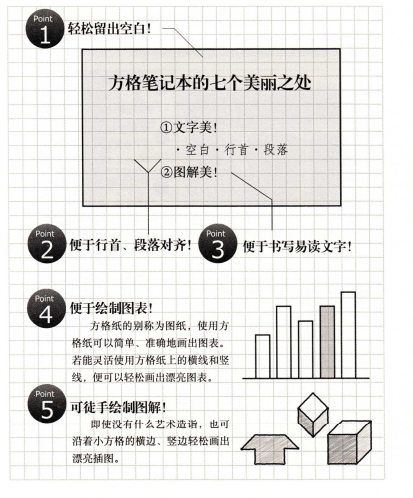 Point
1
轻松留出空白！
方格笔记本的七个美丽之处
①文字美！
·空白·行首·段落
②图解美！
Point
2
便于行首、段落对齐！
Point
3
便于书写易读文字！
Point
4
便于绘制图表！
方格纸的别称为图纸，使用方
格纸可以简单、准确地画出图表。
若能灵活使用方格纸上的横线和竖
线，便可以轻松画出漂亮图表。
Point
5
可徒手绘制图解！
即使没有什么艺术造诣，也可
沿着小方格的横边、竖边轻松画出
漂亮插图。